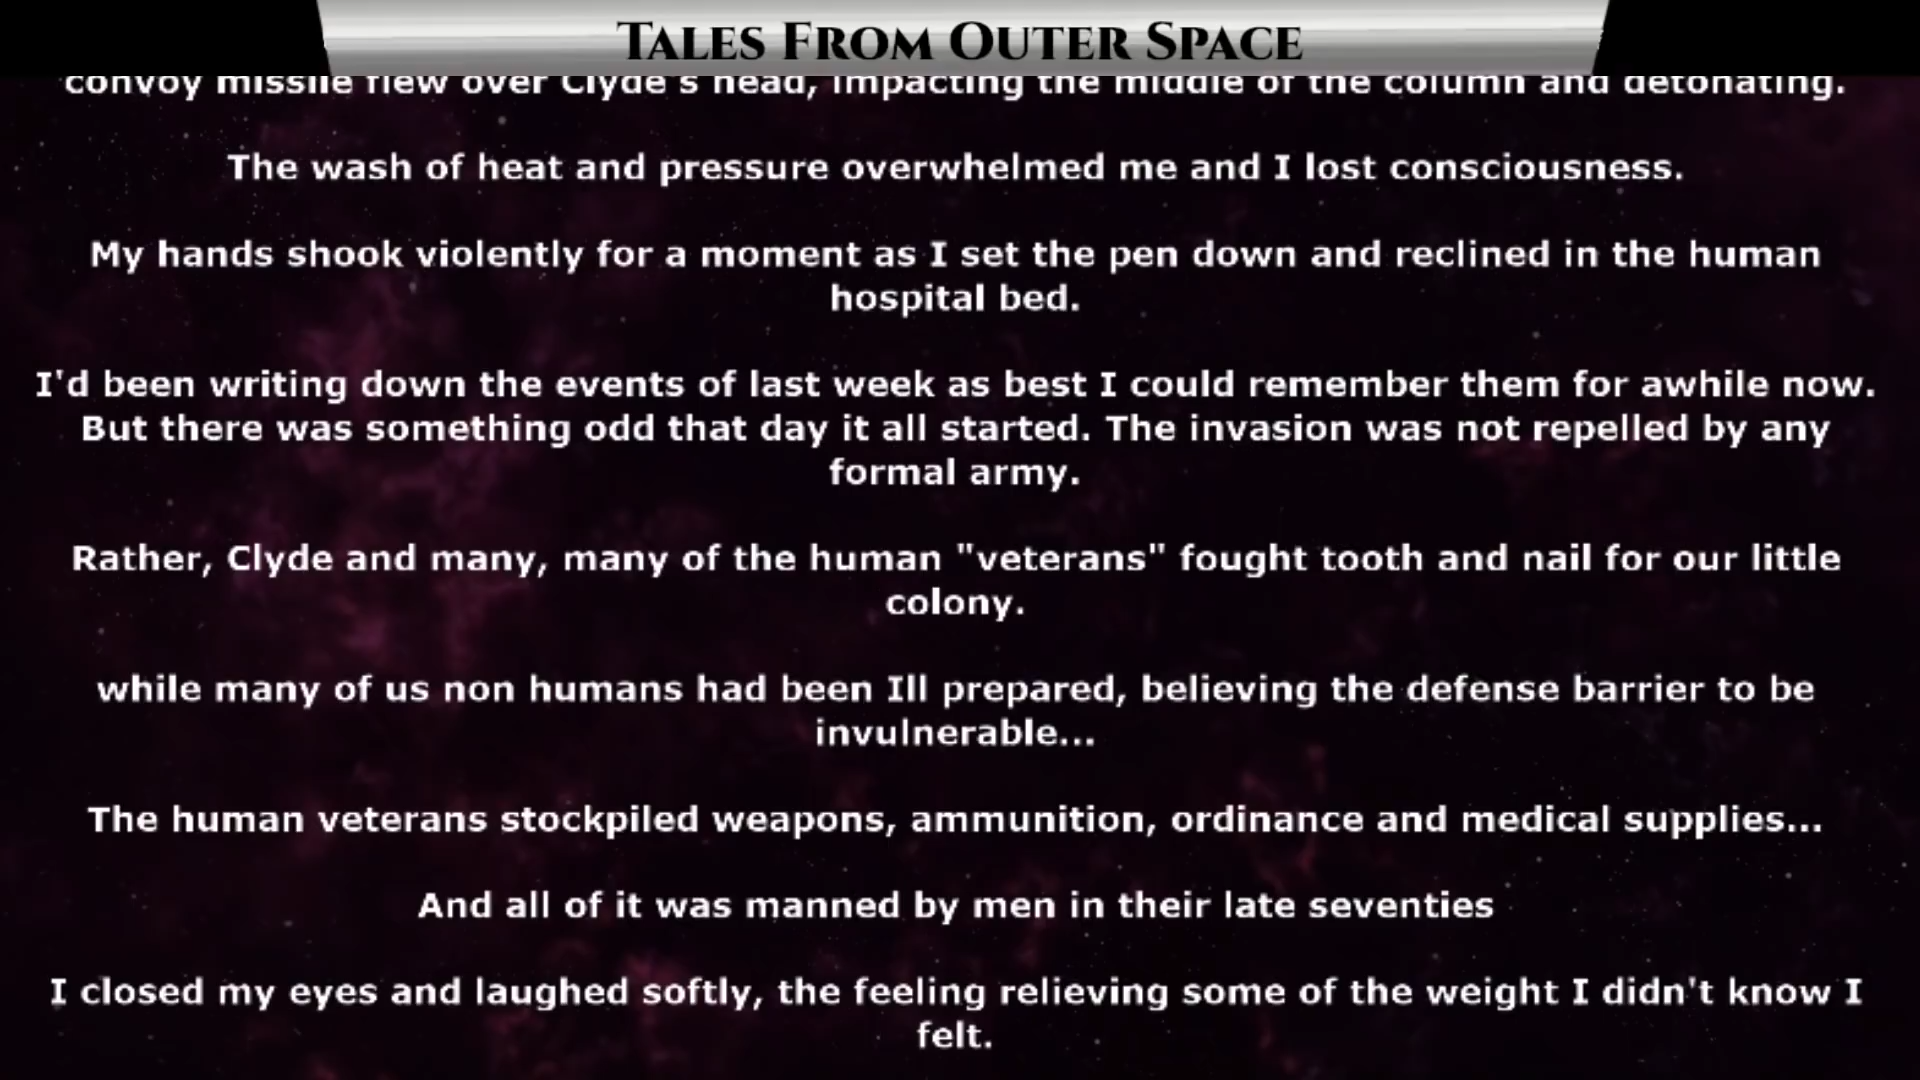 Tales From Outer Space
convoy missile flew over Clyde's head, impacting the middle of the column and detonating.
The wash of heat and pressure overwhelmed me and I lost consciousness.
My hands shook violently for a moment as I set the pen down and reclined in the human
hospital bed.
I'd been writing down the events of last week as best I could remember them for awhile now.
But there was something odd that day it all started. The invasion was not repelled by any
formal army.
Rather, Clyde and many, many of the human "veterans" fought tooth and nail for our little
colony.
while many of us non humans had been Ill prepared, believing the defense barrier to be
invulnerable...
The human veterans stockpiled weapons, ammunition, ordinance and medical supplies...
And all of it was manned by men in their late seventies
I closed my eyes and laughed softly, the feeling relieving some of the weight I didn't know I
felt.